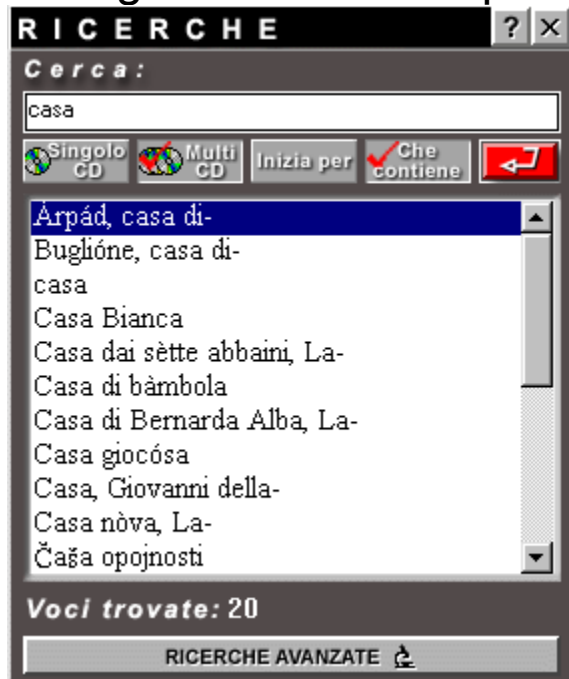 RICERCHE ? X
Cerca:
casa
Singolo CD Multi CD Inizia per Che contiene
Árpád, casa di-
Buglióne, casa di-
casa
Casa Bianca
Casa dai sètte abbaini, La-
Casa di bàmbola
Casa di Bernarda Alba, La-
Casa giocósa
Casa, Giovanni della-
Casa nòva, La-
Čaša opojnosti
Voci trovate: 20
RICERCHE AVANZATE